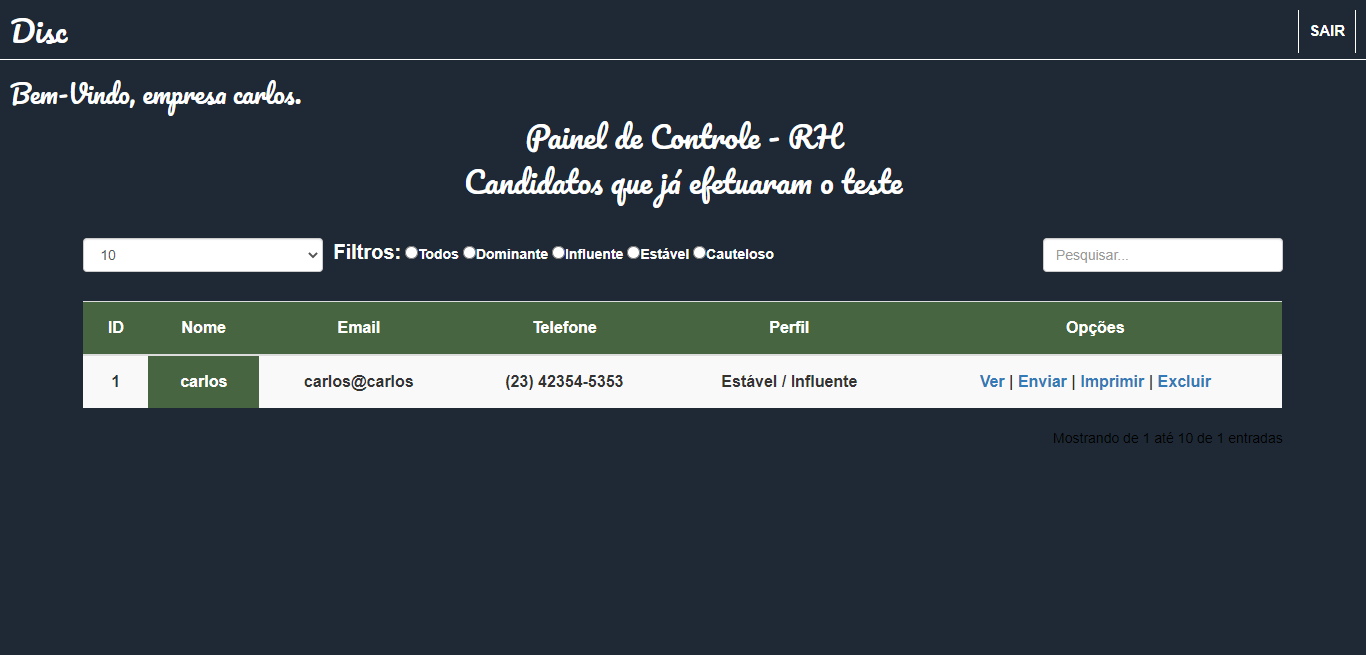 Disc
SAIR
Bem-Vindo, empresa carlos.
Painel de Controle - RH
Candidatos que já efetuaram o teste
10 Filtros: Todos Dominante Influente Estável Cauteloso Pesquisar...
ID Nome Email Telefone Perfil Opções
1 carlos carlos@carlos (23) 42354-5353 Estável / Influente Ver | Enviar | Imprimir | Excluir
Mostrando de 1 até 10 de 1 entradas